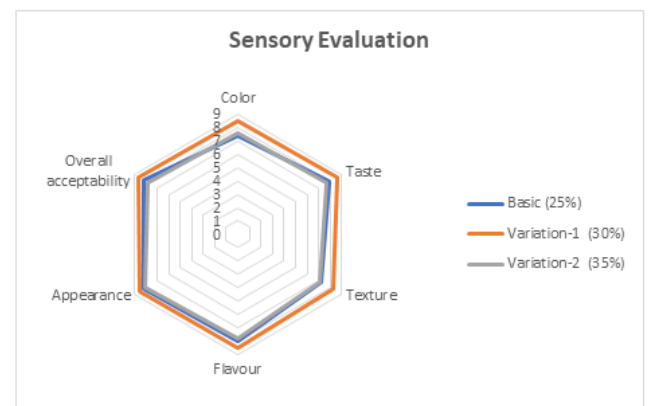 Sensory Evaluation
Color
9
8
7
6
5
4
3
2
1
0
Overall
acceptability
Taste
Appearance
Texture
Flavour
Basic (25%)
Variation-1 (30%)
Variation-2 (35%)